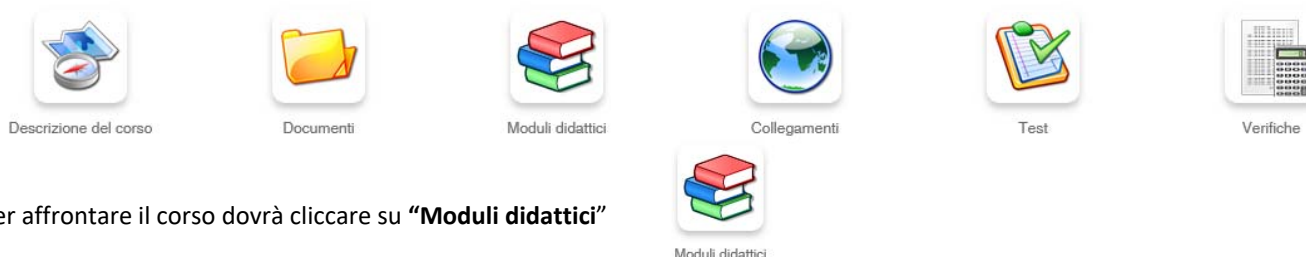 Descrizione del corso Documenti Moduli didattici Collegamenti Test Verifiche
er affrontare il corso dovrà cliccare su “Moduli didattici”
Moduli didattici